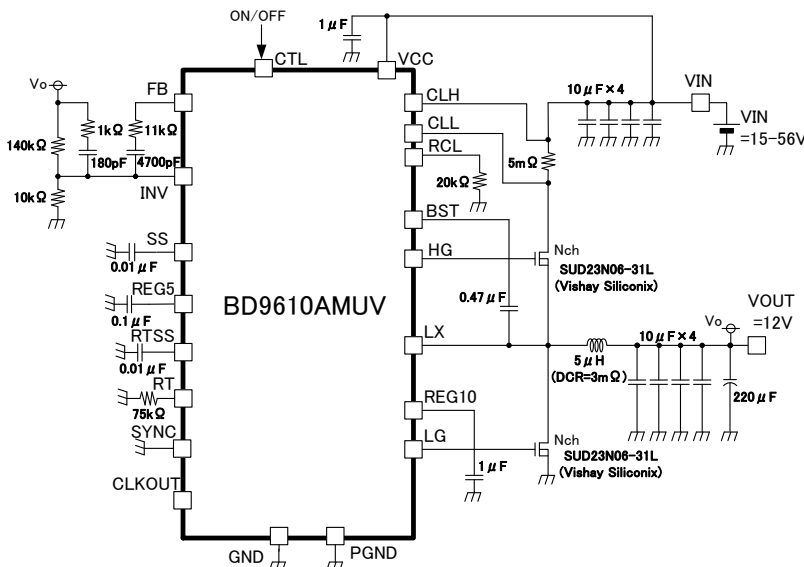 ON/OFF
1μF
CTL
VCC
Vo
FB
CLH
10μF×4
VIN
1kΩ
11kΩ
CLL
VIN
=15-56V
140kΩ
180pF
4700pF
RCL
5mΩ
10kΩ
INV
20kΩ
BST
SS
0.01μF
HG
Nch
SUD23N06-31L
(Vishay Siliconix)
REG5
0.1μF
BD9610AMUV
0.47μF
VOUT
=12V
RTSS
0.01μF
LX
Vo
10μF×4
5μH
(DCR=3mΩ)
RT
75kΩ
REG10
220μF
SYNC
LG
Nch
SUD23N06-31L
(Vishay Siliconix)
1μF
CLKOUT
GND
PGND